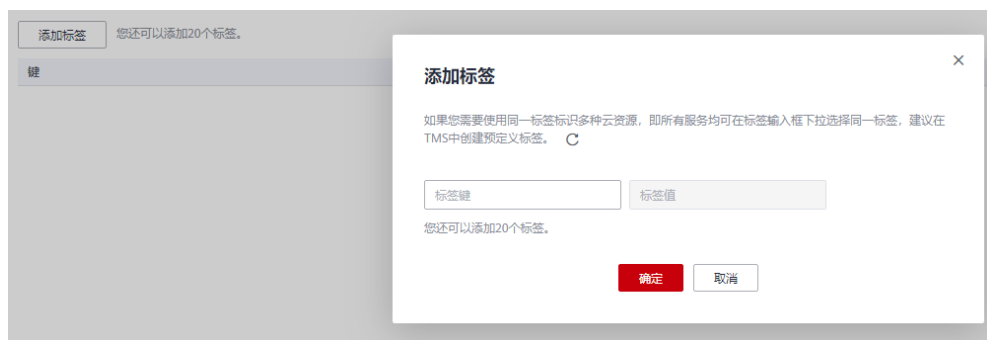 添加标签 您还可以添加20个标签。
键
添加标签
如果您需要使用同一标签标识多种云资源，即所有服务均可在标签输入框下拉选择同一标签，建议在
TMS中创建预定义标签。
标签键 标签值
您还可以添加20个标签。
确定 取消